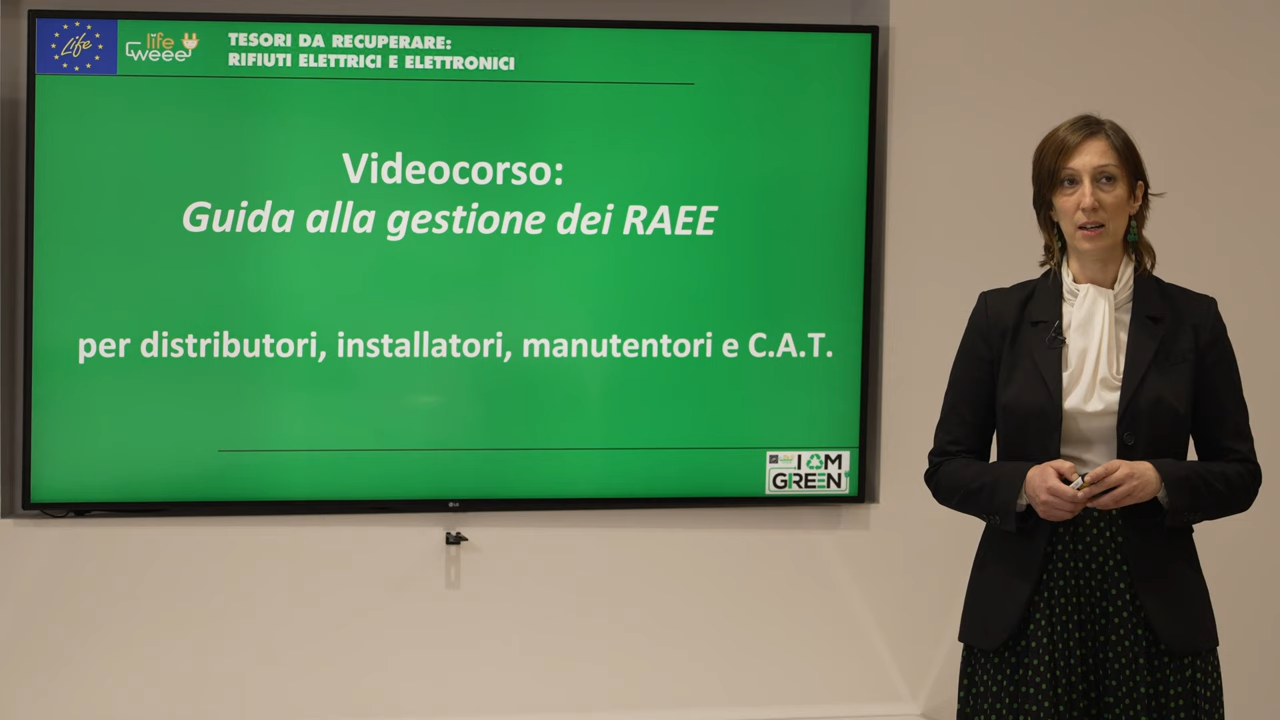 Life
life
weee
TESORI DA RECUPERARE:
RIFIUTI ELETTRICI E ELETTRONICI
Videocorso:
Guida alla gestione dei RAEE
per distributori, installatori, manutentori e C.A.T.
I AM
GREEN
LG